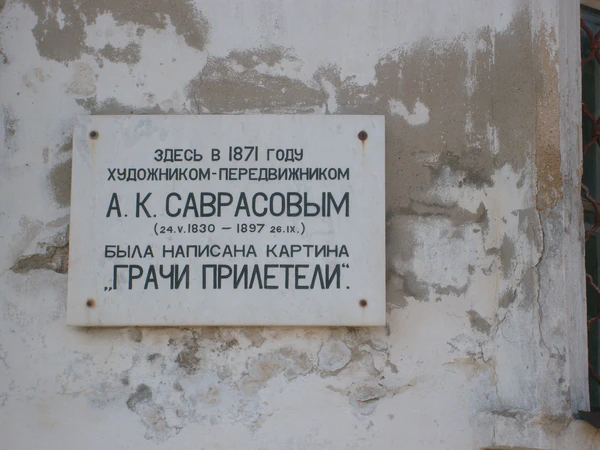 ЗДЕСЬ В 1871 ГОДУ
ХУДОЖНИКОМ-ПЕРЕДВИЖНИКОМ
А. К. САВРАСОВЫМ
(24.V.1830 – 1897 26.IX.)
БЫЛА НАПИСАНА КАРТИНА
„ГРАЧИ ПРИЛЕТЕЛИ“.